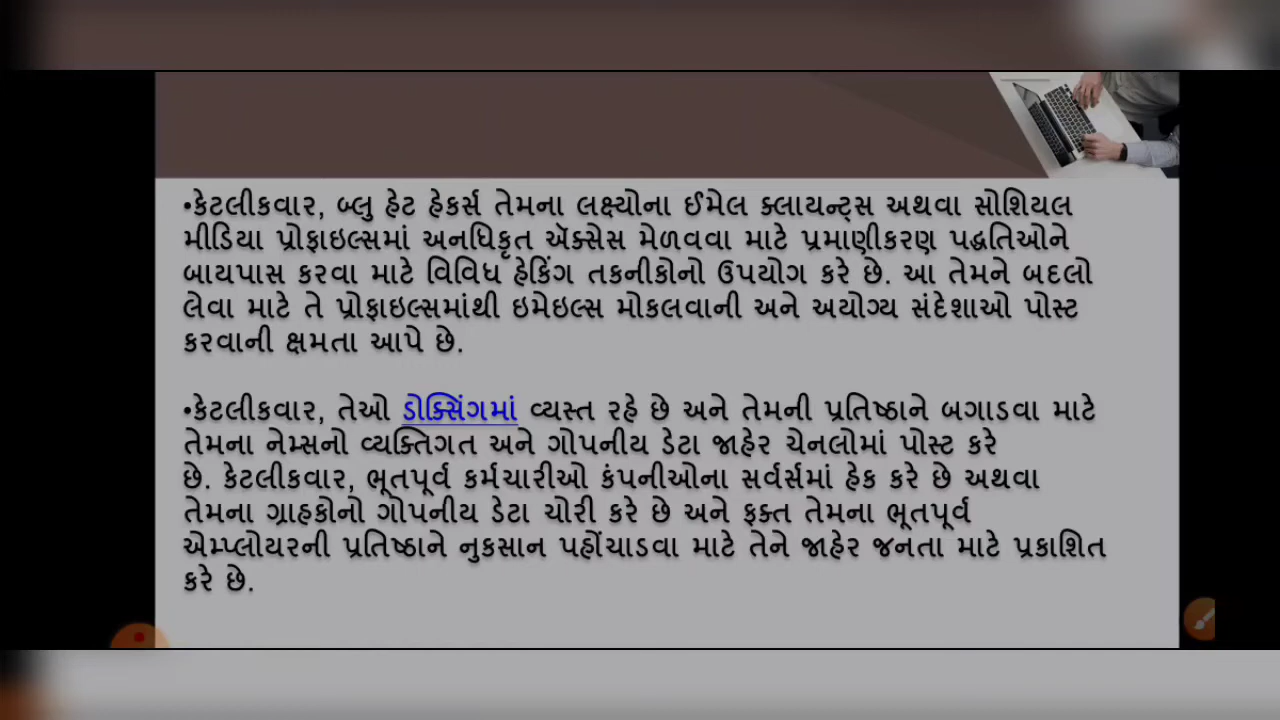 •કેટલીકવાર, બ્લુ હેટ હેકર્સ તેમના લક્ષ્યોના ઈમેલ ક્લાયન્ટ્સ અથવા સોશિયલ
મીડિયા પ્રોફાઇલ્સમાં અનધિકૃત ઍક્સેસ મેળવવા માટે પ્રમાણીકરણ પદ્ધતિઓને
બાયપાસ કરવા માટે વિવિધ હેકિંગ તકનીકોનો ઉપયોગ કરે છે. આ તેમને બદલો
લેવા માટે તે પ્રોફાઇલ્સમાંથી ઇમેઇલ્સ મોકલવાની અને અયોગ્ય સંદેશાઓ પોસ્ટ
કરવાની ક્ષમતા આપે છે.
•કેટલીકવાર, તેઓ ડોક્સિંગમાં વ્યસ્ત રહે છે અને તેમની પ્રતિષ્ઠાને બગાડવા માટે
તેમના નેમ્સનો વ્યક્તિગત અને ગોપનીય ડેટા જાહેર ચેનલોમાં પોસ્ટ કરે
છે. કેટલીકવાર, ભૂતપૂર્વ કર્મચારીઓ કંપનીઓના સર્વર્સમાં હેક કરે છે અથવા
તેમના ગ્રાહકોનો ગોપનીય ડેટા ચોરી કરે છે અને ફક્ત તેમના ભૂતપૂર્વ
એમ્પ્લોયરની પ્રતિષ્ઠાને નુકસાન પહોંચાડવા માટે તેને જાહેર જનતા માટે પ્રકાશિત
કરે છે.